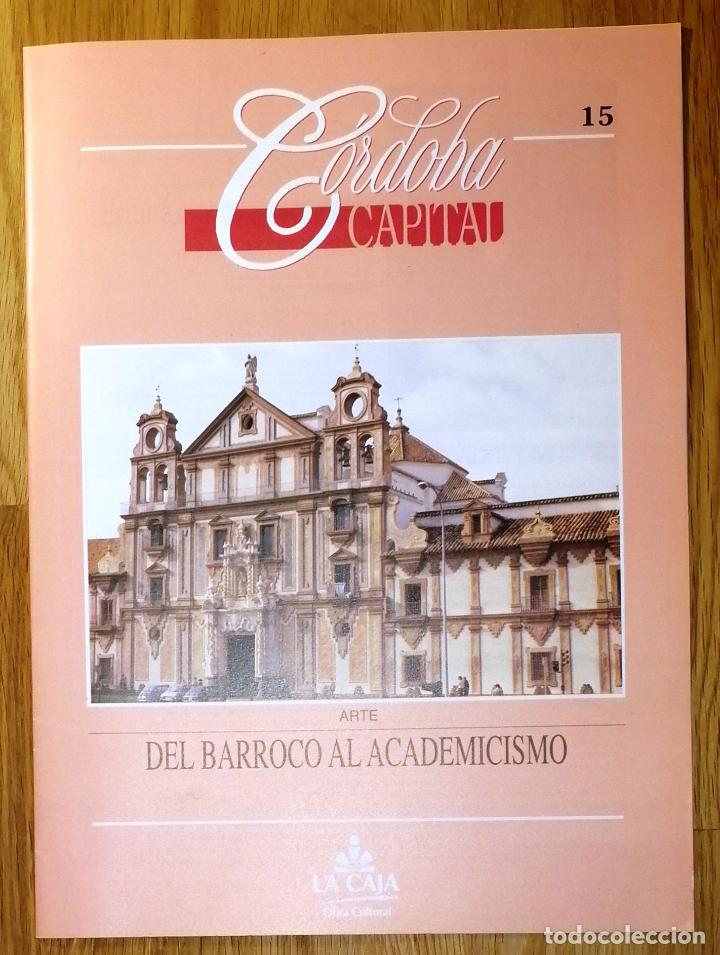 15
Córdoba
CAPITAL
ARTE
DEL BARROCO AL ACADEMICISMO
LA CAJA
Obra Cultural
todocoleccion